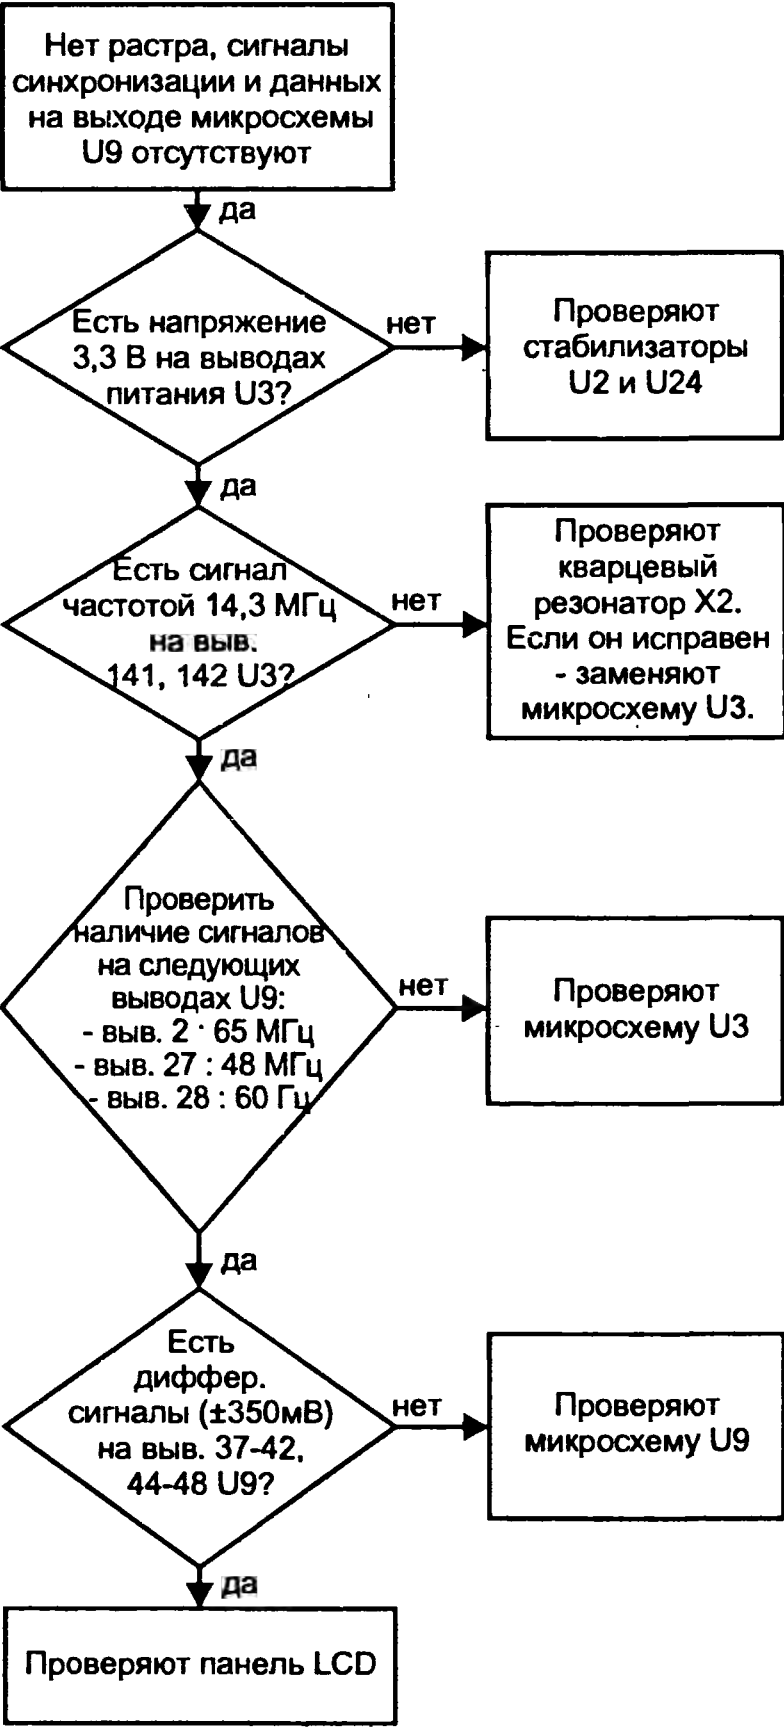 Нет растра, сигналы
синхронизации и данных
на выходе микросхемы
U9 отсутствуют
да
Есть напряжение
3,3 В на выводах
питания U3?
нет
Проверяют
стабилизаторы
U2 и U24
да
Есть сигнал
частотой 14,3 МГц
на выв.
141, 142 U3?
нет
Проверяют
кварцевый
резонатор X2.
Если он исправен
- заменяют
микросхему U3.
да
Проверить
наличие сигналов
на следующих
выводах U9:
- выв. 2 : 65 МГц
- выв. 27 : 48 МГц
- выв. 28 : 60 Гц
нет
Проверяют
микросхему U3
да
Есть
диффер.
сигналы (±350мВ)
на выв. 37-42,
44-48 U9?
нет
Проверяют
микросхему U9
да
Проверяют панель LCD